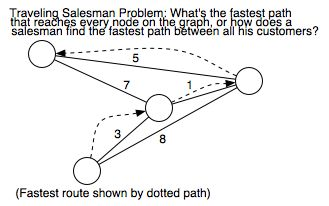 Traveling Salesman Problem: What's the fastest path
that reaches every node on the graph, or how does a
salesman find the fastest path between all his customers?
5
7
1
3
8
(Fastest route shown by dotted path)